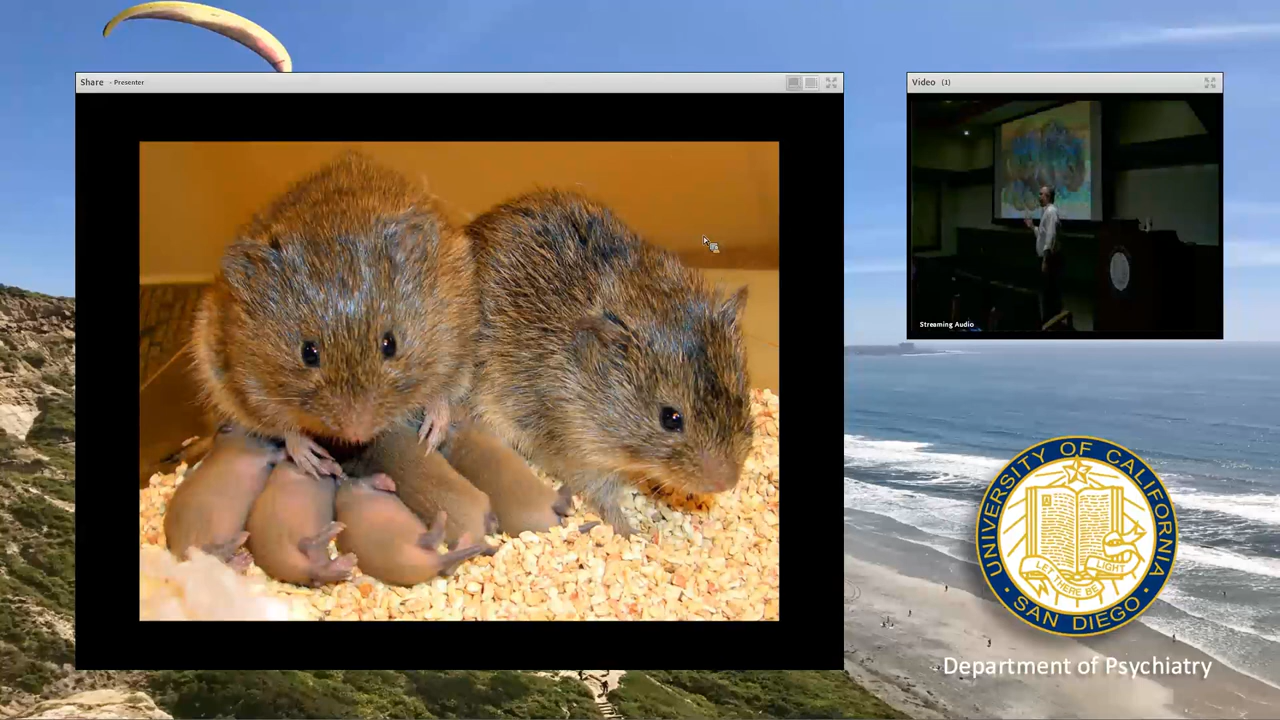 Share - Presenter
Video (1)
Streaming Audio
UNIVERSITY OF CALIFORNIA
LET THERE BE LIGHT
SAN DIEGO
Department of Psychiatry